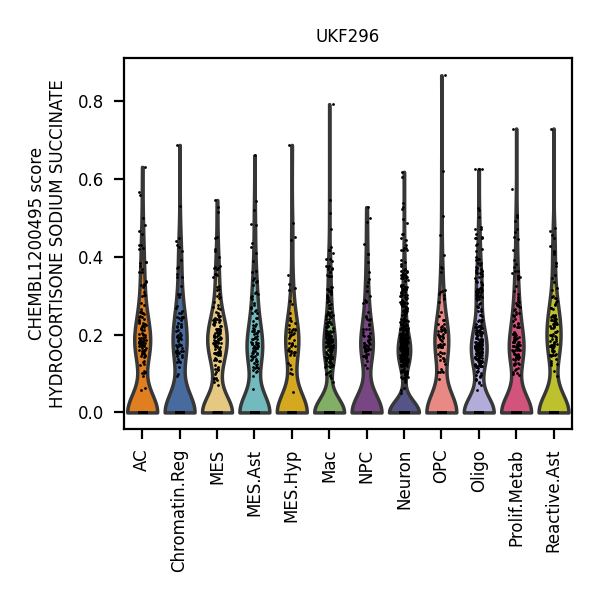 UKF296
CHEMBL1200495 score
HYDROCORTISONE SODIUM SUCCINATE
0.8
0.6
0.4
0.2
0.0
AC
Chromatin.Reg
MES
MES.Ast
MES.Hyp
Mac
NPC
Neuron
OPC
Oligo
Prolif.Metab
Reactive.Ast